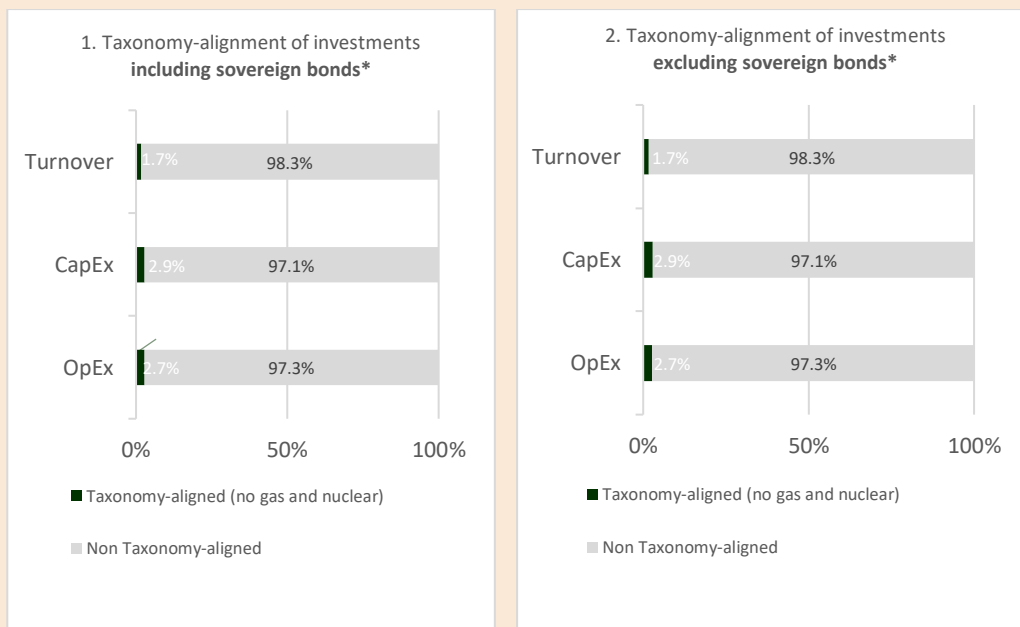 1. Taxonomy-alignment of investments
including sovereign bonds*
Turnover
1.7%
98.3%
CapEx
2.9%
97.1%
OpEx
2.7%
97.3%
0%
50%
100%
Taxonomy-aligned (no gas and nuclear)
Non Taxonomy-aligned
2. Taxonomy-alignment of investments
excluding sovereign bonds*
Turnover
1.7%
98.3%
CapEx
2.9%
97.1%
OpEx
2.7%
97.3%
0%
50%
100%
Taxonomy-aligned (no gas and nuclear)
Non Taxonomy-aligned